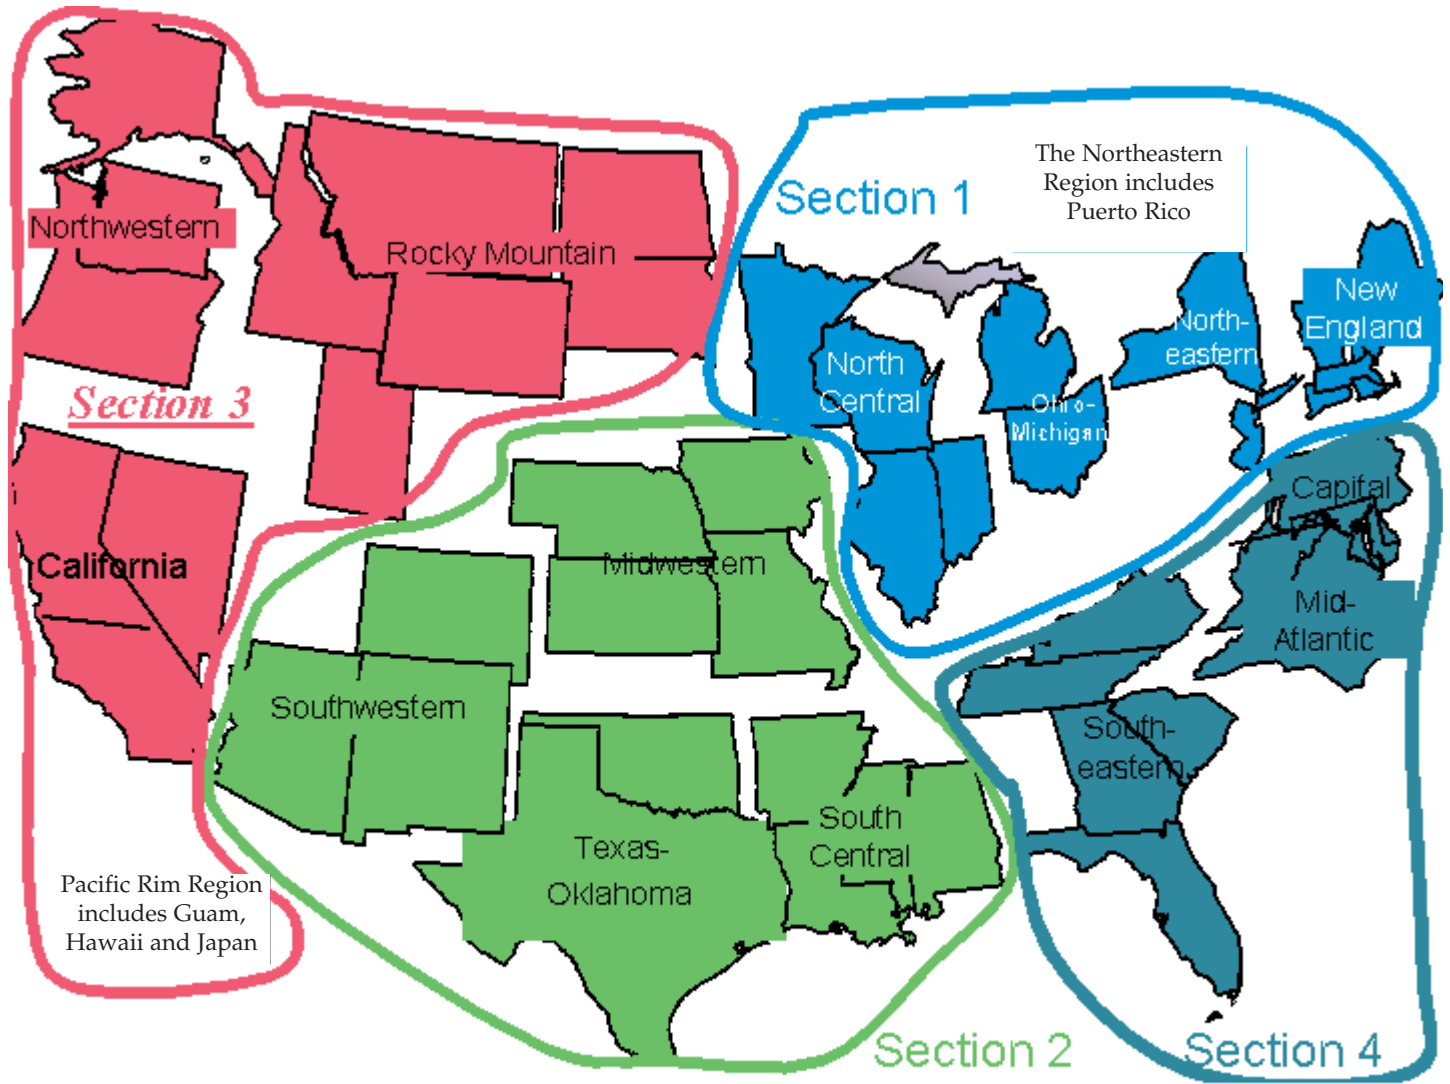 Section 1
The Northeastern
Region includes
Puerto Rico
Northwestern
Rocky Mountain
New
England
North-
eastern
North
Central
Ohio-
Michigan
Section 3
Capital
California
Midwestern
Mid-
Atlantic
Southwestern
South-
eastern
South
Central
Texas-
Oklahoma
Pacific Rim Region
includes Guam,
Hawaii and Japan
Section 2
Section 4